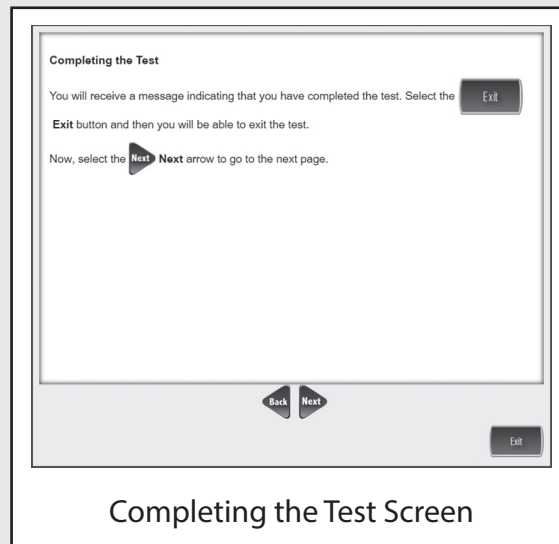 Completing the Test
You will receive a message indicating that you have completed the test. Select the Exit
Exit button and then you will be able to exit the test.
Now, select the Next Next arrow to go to the next page.
Back Next
Exit
Completing the Test Screen